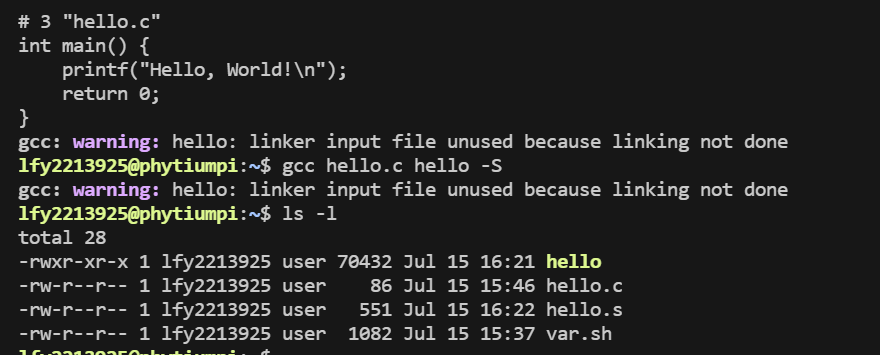 # 3 "hello.c"
int main() {
    printf("Hello, World!\n");
    return 0;
}
gcc: warning: hello: linker input file unused because linking not done
lfy2213925@phytiumpi:~$ gcc hello.c hello -S
gcc: warning: hello: linker input file unused because linking not done
lfy2213925@phytiumpi:~$ ls -l
total 28
-rwxr-xr-x 1 lfy2213925 user 70432 Jul 15 16:21 hello
-rw-r--r-- 1 lfy2213925 user    86 Jul 15 15:46 hello.c
-rw-r--r-- 1 lfy2213925 user   551 Jul 15 16:22 hello.s
-rw-r--r-- 1 lfy2213925 user  1082 Jul 15 15:37 var.sh